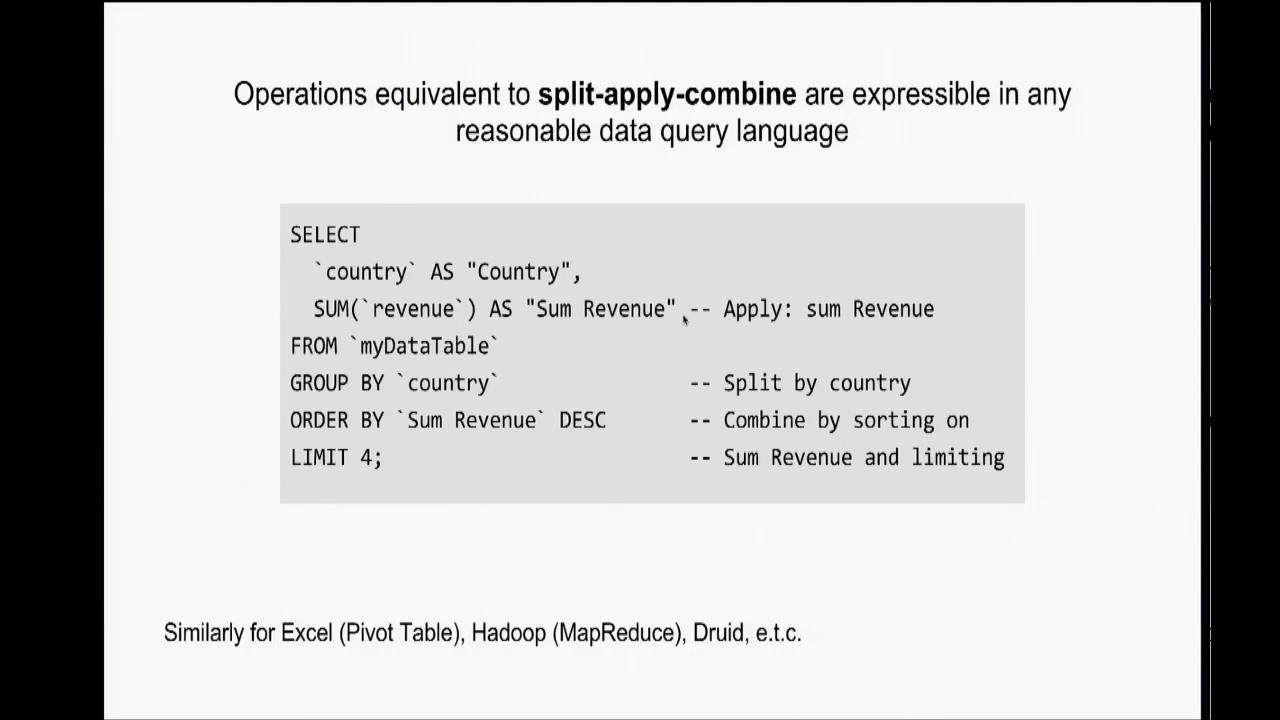 Operations equivalent to split-apply-combine are expressible in any
reasonable data query language
SELECT
`country` AS "Country",
SUM(`revenue`) AS "Sum Revenue" -- Apply: sum Revenue
FROM `myDataTable`
GROUP BY `country` -- Split by country
ORDER BY `Sum Revenue` DESC -- Combine by sorting on
LIMIT 4; -- Sum Revenue and limiting
Similarly for Excel (Pivot Table), Hadoop (MapReduce), Druid, e.t.c.